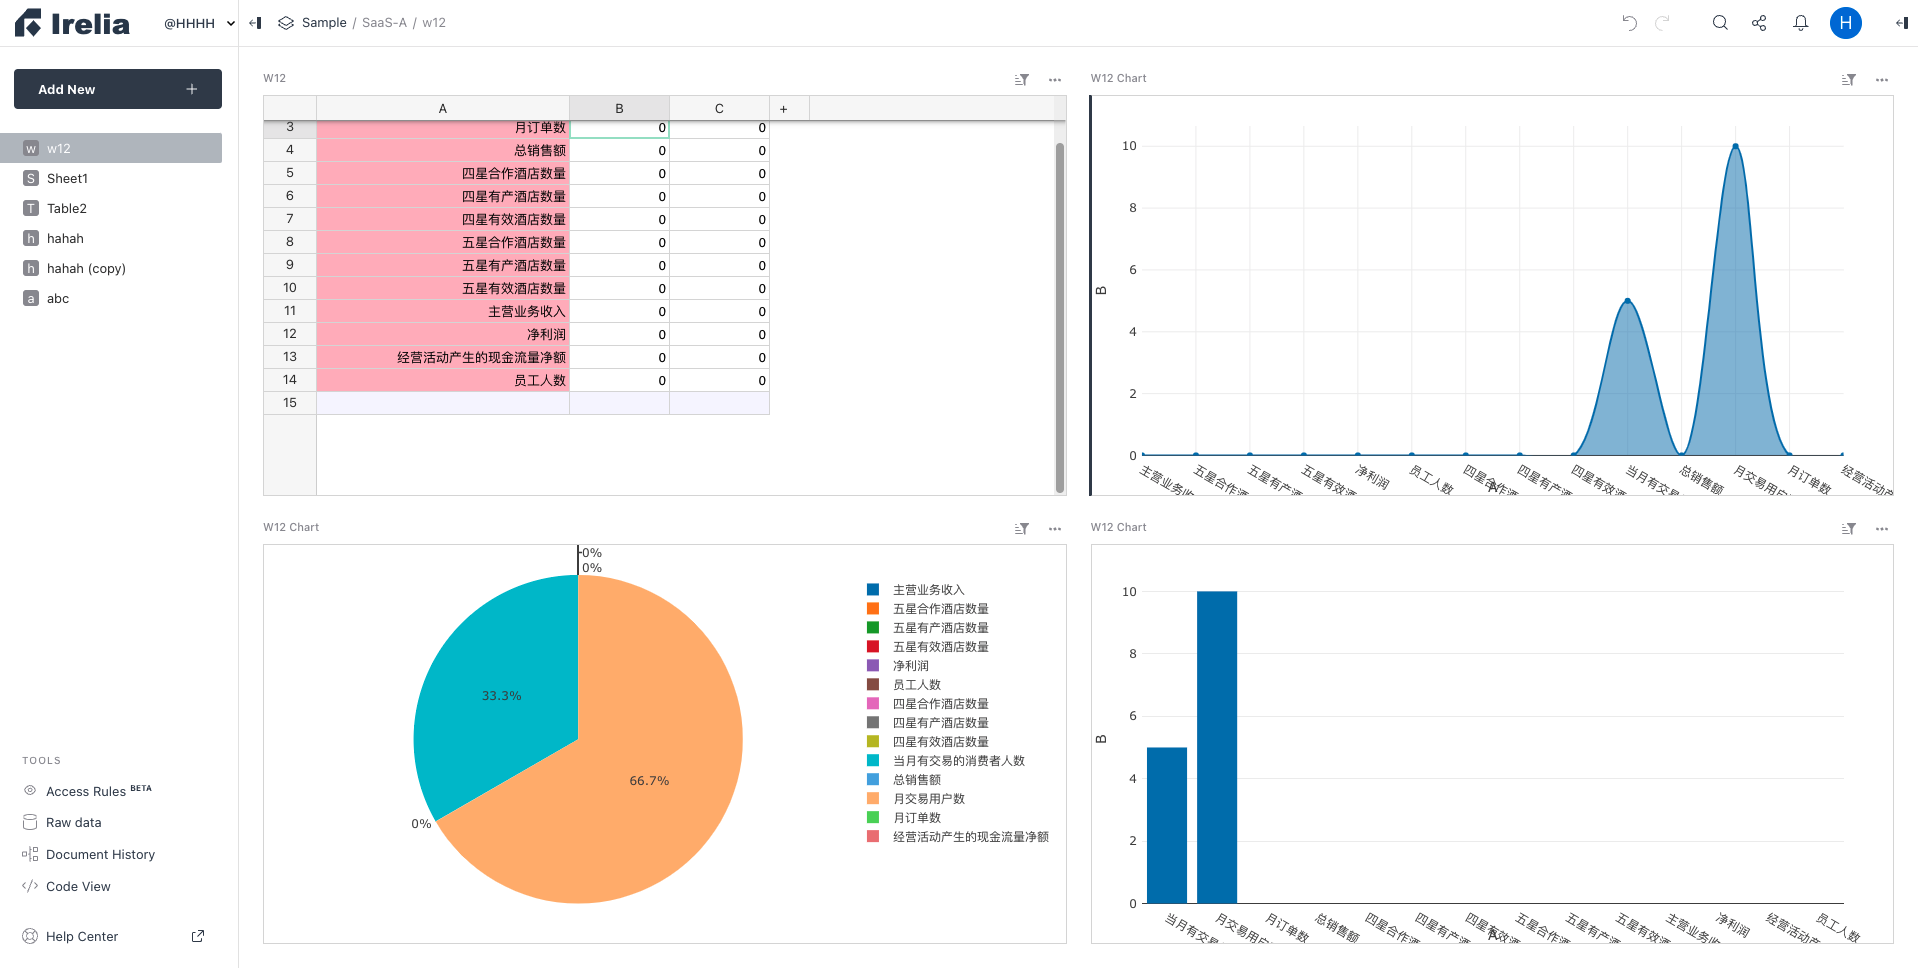 Irelia
@HHHH
Sample / SaaS-A / w12
H
Add New +
w w12
S Sheet1
T Table2
h hahah
h hahah (copy)
a abc
TOOLS
Access Rules BETA
Raw data
Document History
Code View
Help Center
W12
A B C +
3 月订单数 0 0
4 总销售额 0 0
5 四星合作酒店数量 0 0
6 四星有产酒店数量 0 0
7 四星有效酒店数量 0 0
8 五星合作酒店数量 0 0
9 五星有产酒店数量 0 0
10 五星有效酒店数量 0 0
11 主营业务收入 0 0
12 净利润 0 0
13 经营活动产生的现金流量净额 0 0
14 员工人数 0 0
15
W12 Chart
10
8
6
4
2
0
B
主营业务收
五星合作酒
五星有产酒
五星有效酒
净利润
员工人数
四星合作酒
四星有产酒
四星有效酒
当月有交易
总销售额
月交易用户
月订单数
经营活动产
A
W12 Chart
0%
0%
33.3%
66.7%
0%
主营业务收入
五星合作酒店数量
五星有产酒店数量
五星有效酒店数量
净利润
员工人数
四星合作酒店数量
四星有产酒店数量
四星有效酒店数量
当月有交易的消费者人数
总销售额
月交易用户数
月订单数
经营活动产生的现金流量净额
W12 Chart
10
8
6
4
2
0
B
当月有交易
月交易用户
月订单数
总销售额
四星合作酒
四星有产酒
四星有效酒
五星合作酒
五星有产酒
五星有效酒
主营业务收
净利润
经营活动产
员工人数
A